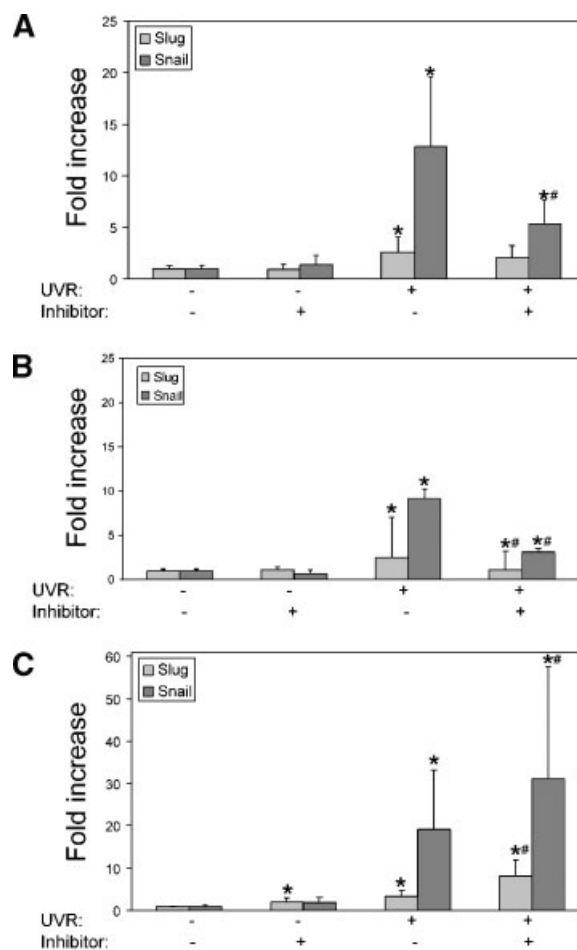 A
Slug
Snail
Fold increase
25
20
15
10
5
0
*
*
*#
UVR: - - + +
Inhibitor: - + - +
B
Slug
Snail
Fold increase
25
20
15
10
5
0
*
*
*#
*#
UVR: - - + +
Inhibitor: - + - +
C
Slug
Snail
Fold increase
60
50
40
30
20
10
0
*
*
*
*#
*#
UVR: - - + +
Inhibitor: - + - +